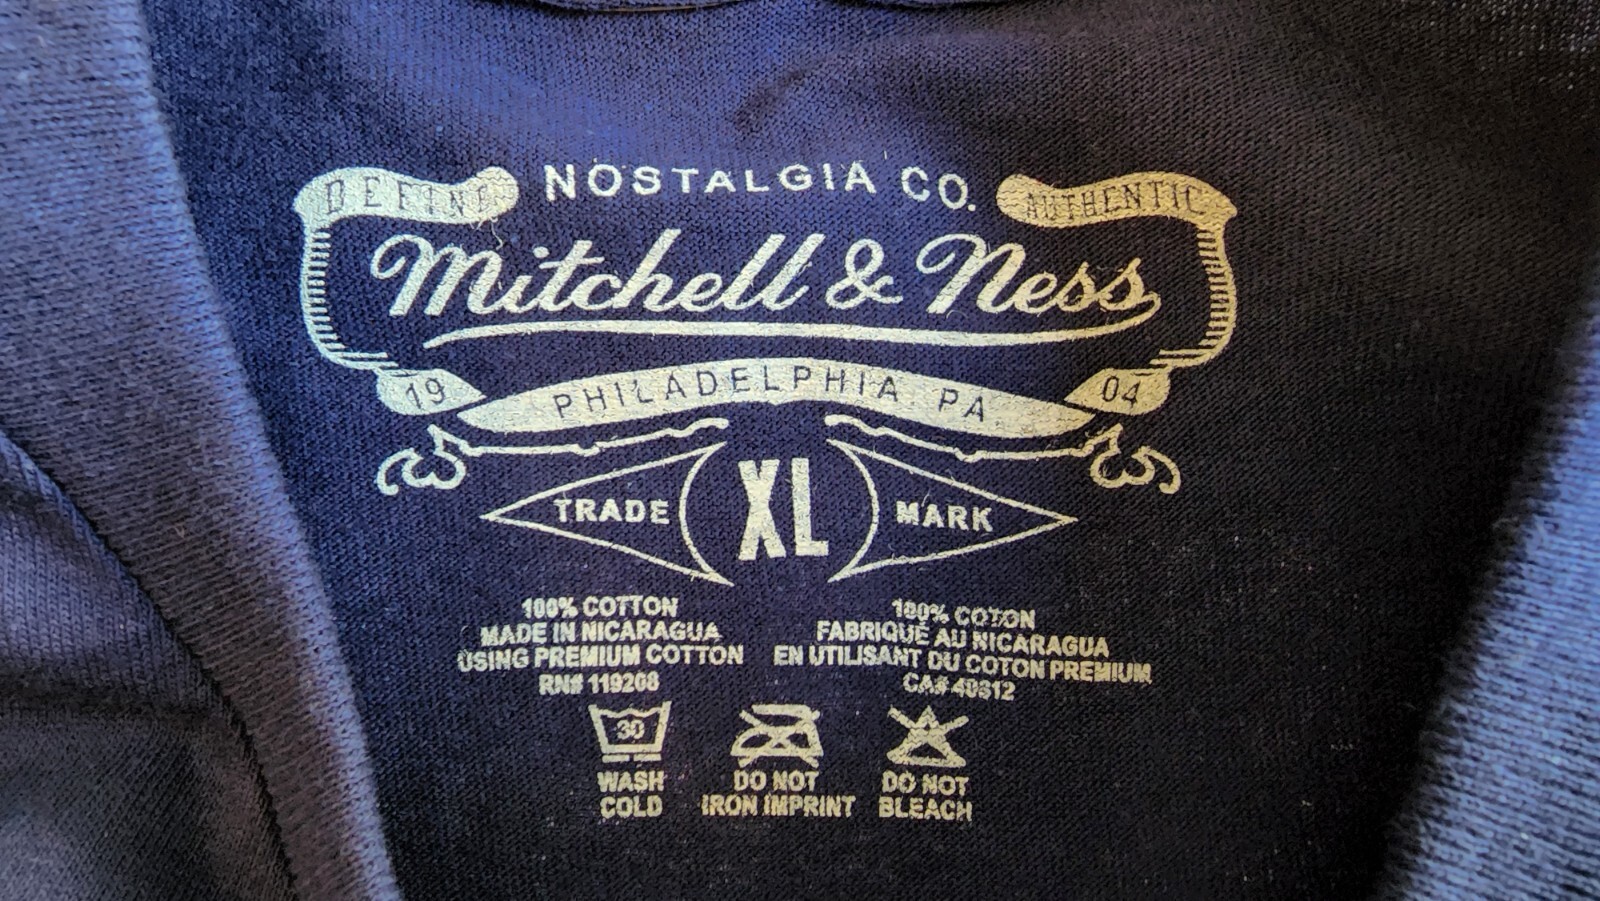 NOSTALGIA CO.
DEFINE AUTHENTIC
Mitchell & Ness
19 PHILADELPHIA, PA 04
TRADE XL MARK
100% COTTON
MADE IN NICARAGUA
USING PREMIUM COTTON
RN# 119208
100% COTON
FABRIQUÉ AU NICARAGUA
EN UTILISANT DU COTON PREMIUM
CA# 40812
30
WASH
COLD
DO NOT
IRON IMPRINT
DO NOT
BLEACH